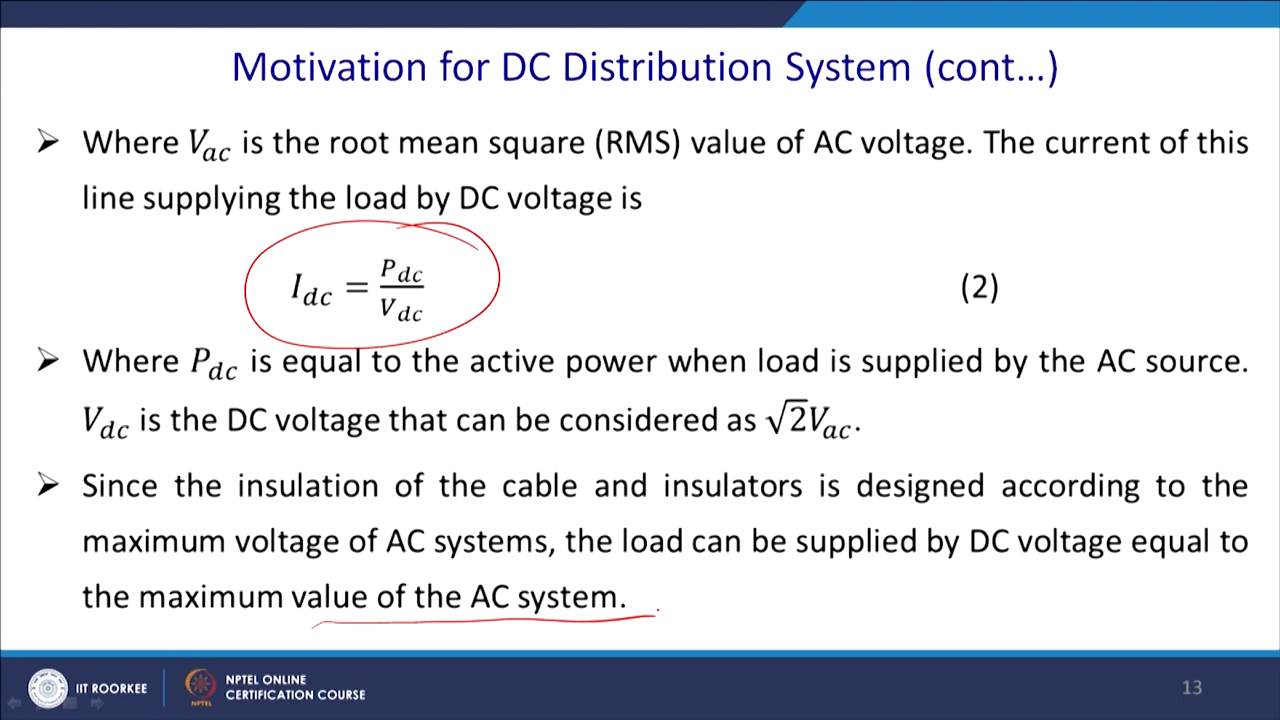 Motivation for DC Distribution System (cont…)
➢ Where V_ac is the root mean square (RMS) value of AC voltage. The current of this
line supplying the load by DC voltage is
I_dc = P_dc / V_dc (2)
➢ Where P_dc is equal to the active power when load is supplied by the AC source.
V_dc is the DC voltage that can be considered as √2V_ac.
➢ Since the insulation of the cable and insulators is designed according to the
maximum voltage of AC systems, the load can be supplied by DC voltage equal to
the maximum value of the AC system.
IIT ROORKEE
NPTEL
NPTEL ONLINE
CERTIFICATION COURSE
13